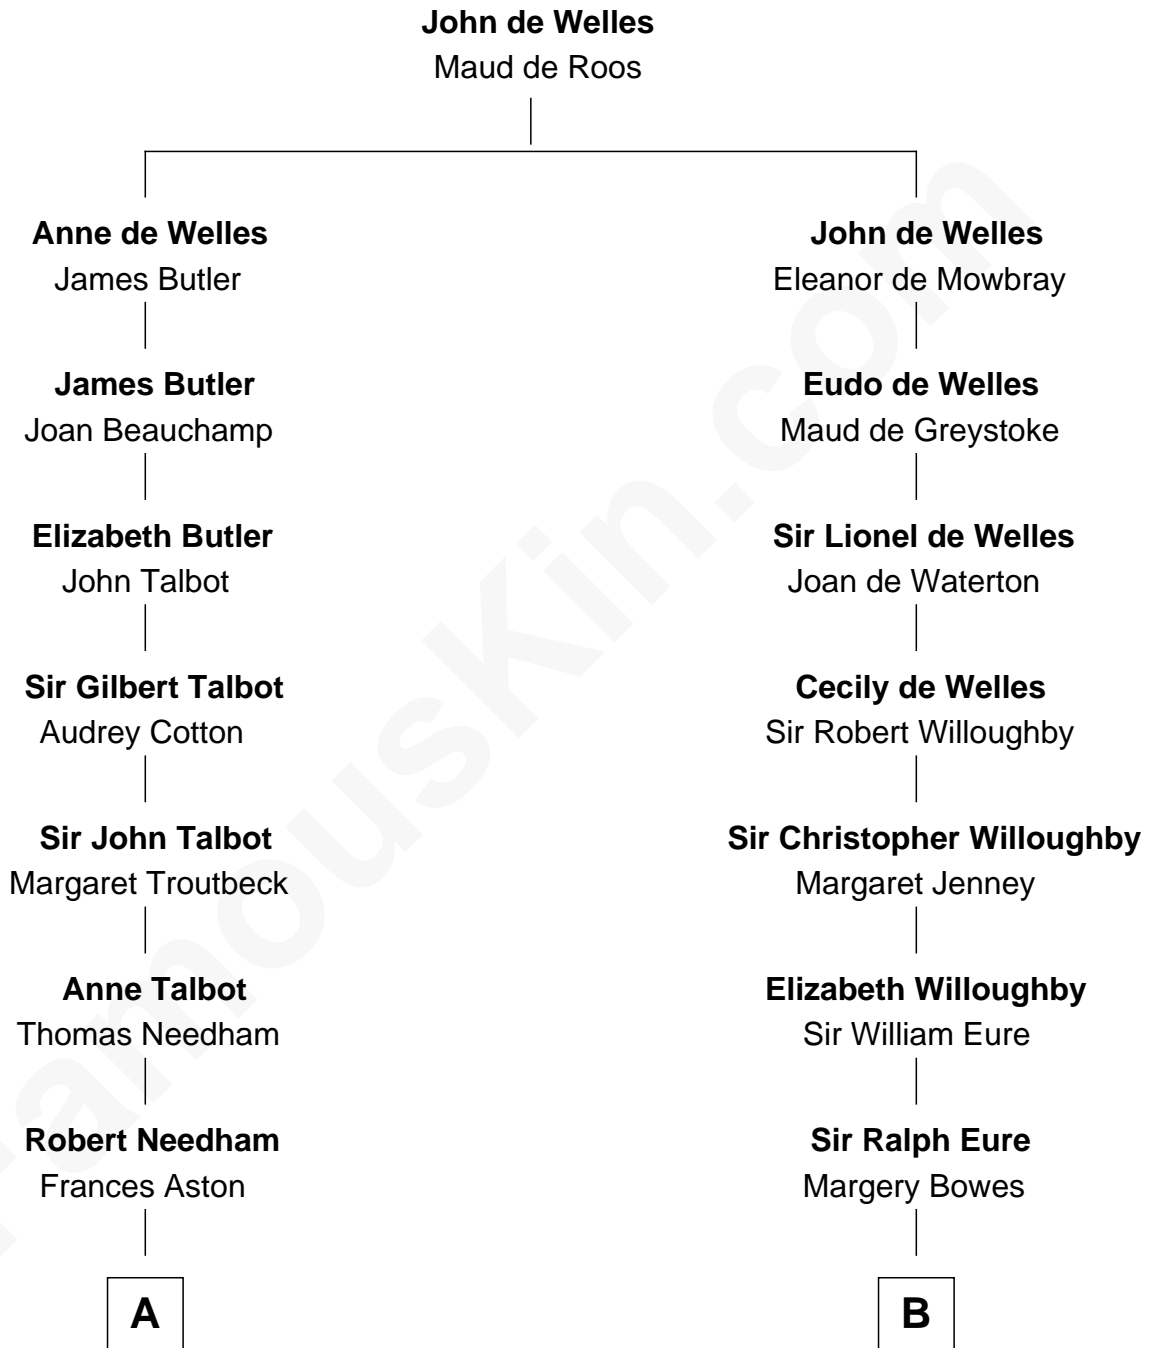 John de Welles
Maud de Roos
Anne de Welles
James Butler
James Butler
Joan Beauchamp
Elizabeth Butler
John Talbot
Sir Gilbert Talbot
Audrey Cotton
Sir John Talbot
Margaret Troutbeck
Anne Talbot
Thomas Needham
Robert Needham
Frances Aston
A
John de Welles
Eleanor de Mowbray
Eudo de Welles
Maud de Greystoke
Sir Lionel de Welles
Joan de Waterton
Cecily de Welles
Sir Robert Willoughby
Sir Christopher Willoughby
Margaret Jenney
Elizabeth Willoughby
Sir William Eure
Sir Ralph Eure
Margery Bowes
B
FamousKin.com